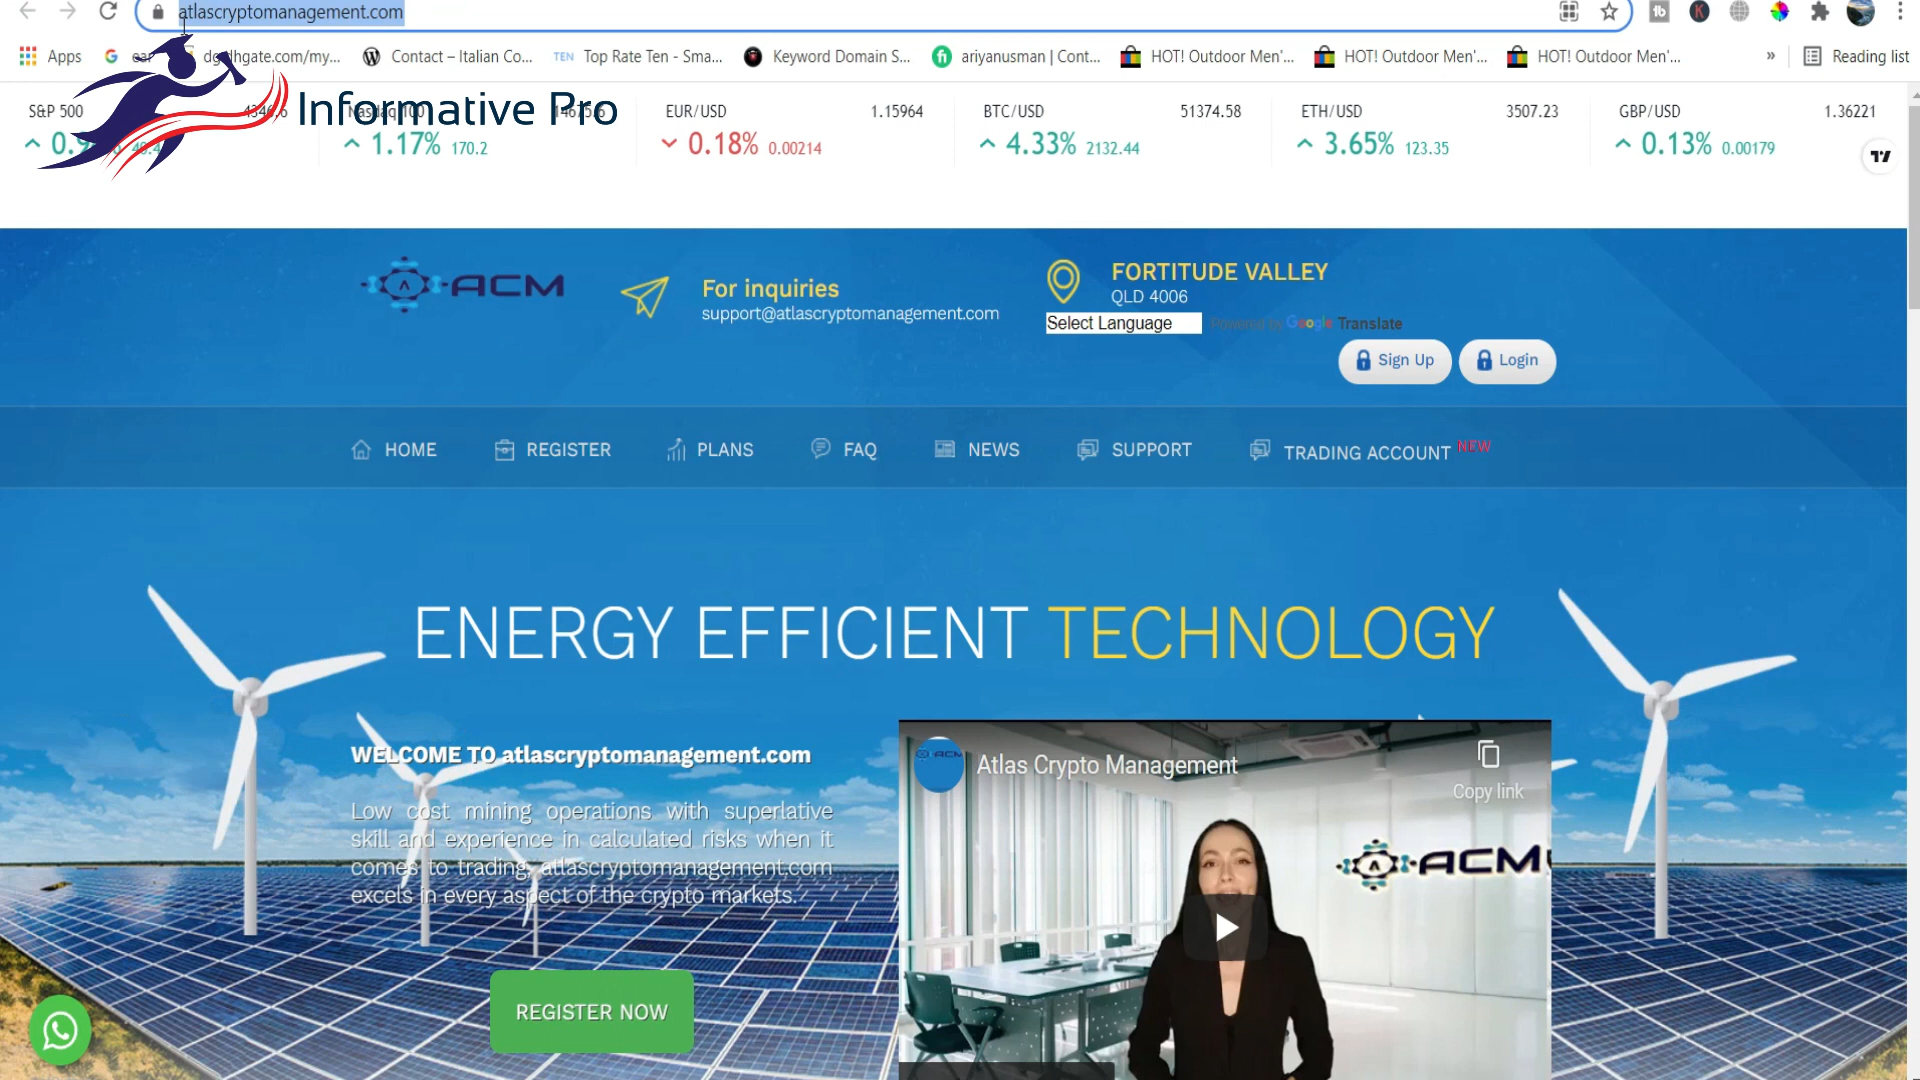 atlascryptomanagement.com
Apps
dgodhgate.com/my...
Contact – Italian Co...
TEN Top Rate Ten - Sma...
Keyword Domain S...
fi ariyanusman | Cont...
HOT! Outdoor Men'...
HOT! Outdoor Men'...
HOT! Outdoor Men'...
»
Reading list
Informative Pro
S&P 500
Nasdaq 100
EUR/USD 1.15964
0.18% 0.00214
BTC/USD 51374.58
4.33% 2132.44
ETH/USD 3507.23
3.65% 123.35
GBP/USD 1.36221
0.13% 0.00179
1.17% 170.2
ACM
For inquiries
support@atlascryptomanagement.com
FORTITUDE VALLEY
QLD 4006
Select Language Powered by Google Translate
Sign Up
Login
HOME
REGISTER
PLANS
FAQ
NEWS
SUPPORT
TRADING ACCOUNT NEW
ENERGY EFFICIENT TECHNOLOGY
WELCOME TO atlascryptomanagement.com
Low cost mining operations with superlative
skill and experience in calculated risks when it
comes to trading, atlascryptomanagement.com
excels in every aspect of the crypto markets.
REGISTER NOW
ACM
Atlas Crypto Management
Copy link
ACM